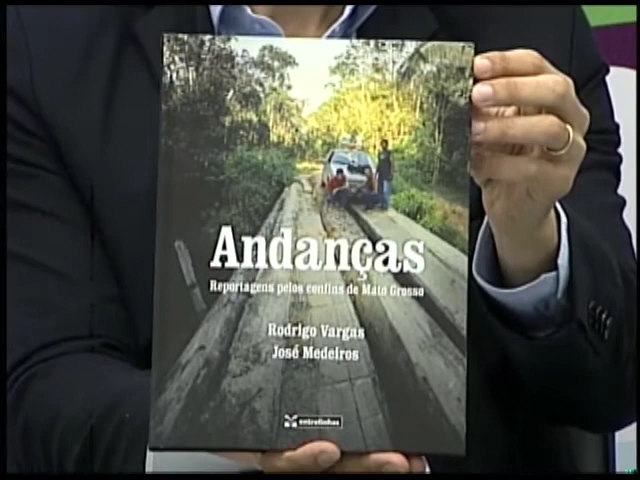 Andanças
Reportagens pelos confins de Mato Grosso
Rodrigo Vargas
José Medeiros
entrelinhas